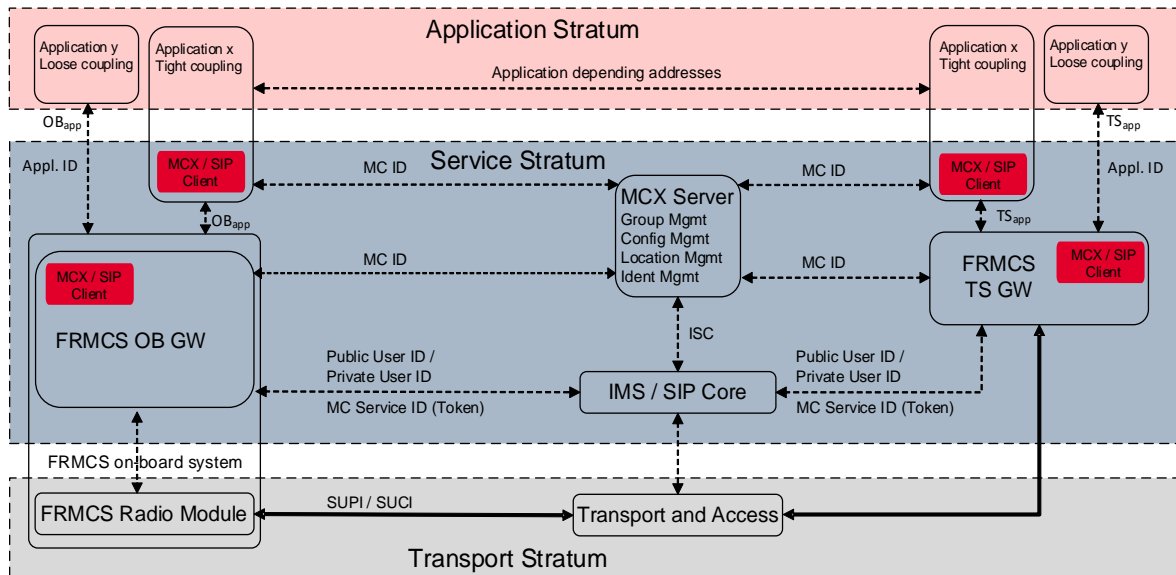 Application Stratum
Application y
Loose coupling
Application x
Tight coupling
Application depending addresses
Application x
Tight coupling
Application y
Loose coupling
OBapp
TSapp
Appl. ID
Service Stratum
Appl. ID
MCX / SIP
Client
MC ID
MC ID
MCX / SIP
Client
OBapp
TSapp
MCX Server
Group Mgmt
Config Mgmt
Location Mgmt
Ident Mgmt
MCX / SIP
Client
MC ID
MC ID
FRMCS
TS GW
MCX / SIP
Client
FRMCS OB GW
ISC
Public User ID /
Private User ID
MC Service ID (Token)
IMS / SIP Core
Public User ID /
Private User ID
MC Service ID (Token)
FRMCS on-board system
FRMCS Radio Module
SUPI / SUCI
Transport and Access
Transport Stratum